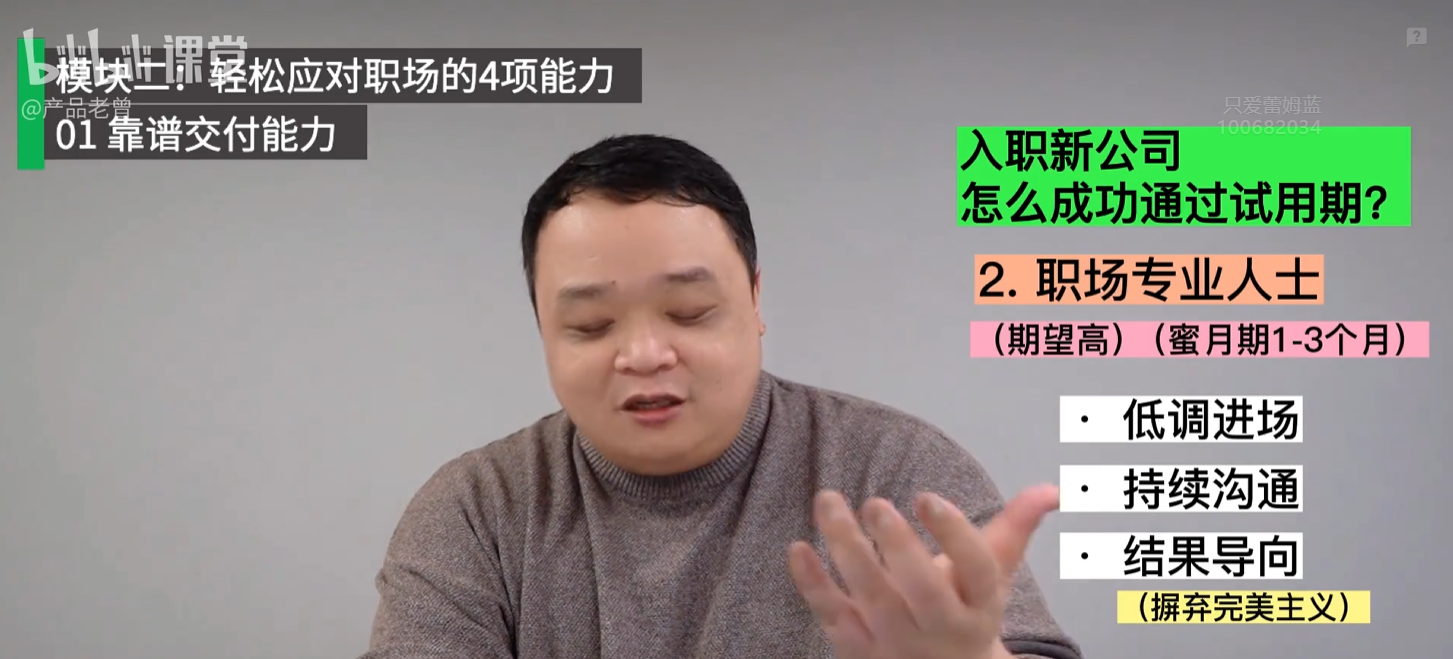 bilibili课堂
模块二：轻松应对职场的4项能力
@产品老曾
01 靠谱交付能力
只爱蕾姆蓝
100682034
入职新公司
怎么成功通过试用期？
2. 职场专业人士
（期望高）（蜜月期1-3个月）
· 低调进场
· 持续沟通
· 结果导向
（摒弃完美主义）